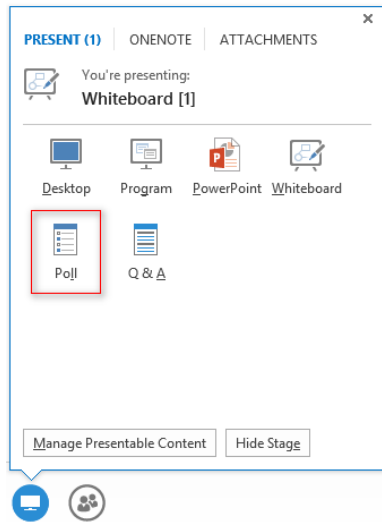 PRESENT (1) ONENOTE ATTACHMENTS
You're presenting:
Whiteboard [1]
Desktop Program PowerPoint Whiteboard
Poll Q & A
Manage Presentable Content Hide Stage